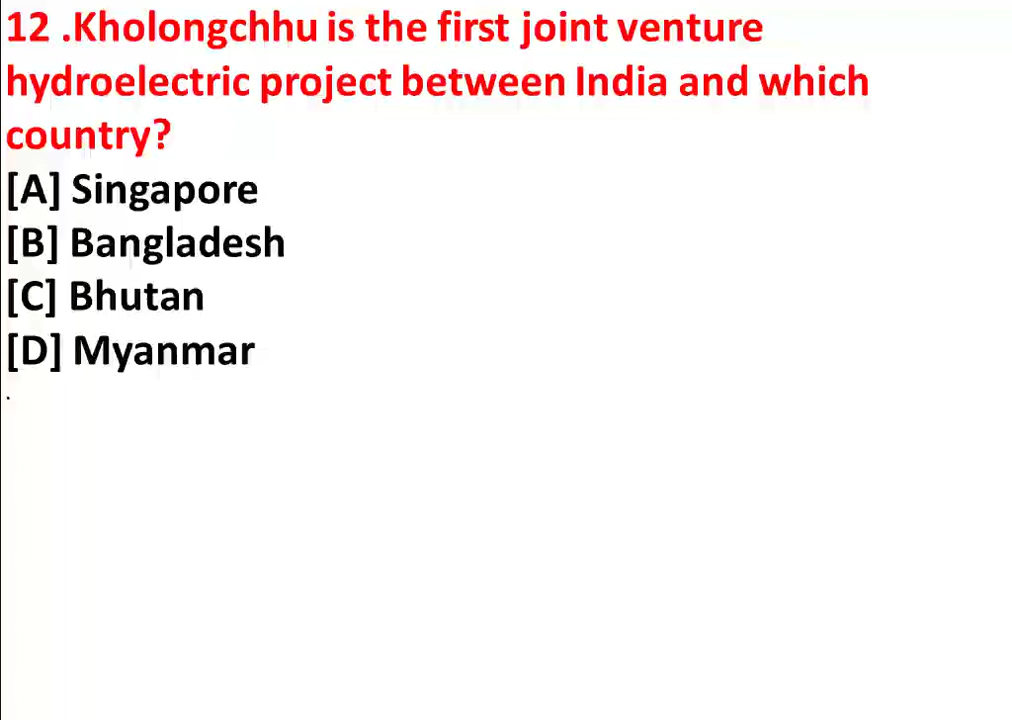 12 .Kholongchhu is the first joint venture
hydroelectric project between India and which
country?
[A] Singapore
[B] Bangladesh
[C] Bhutan
[D] Myanmar
.